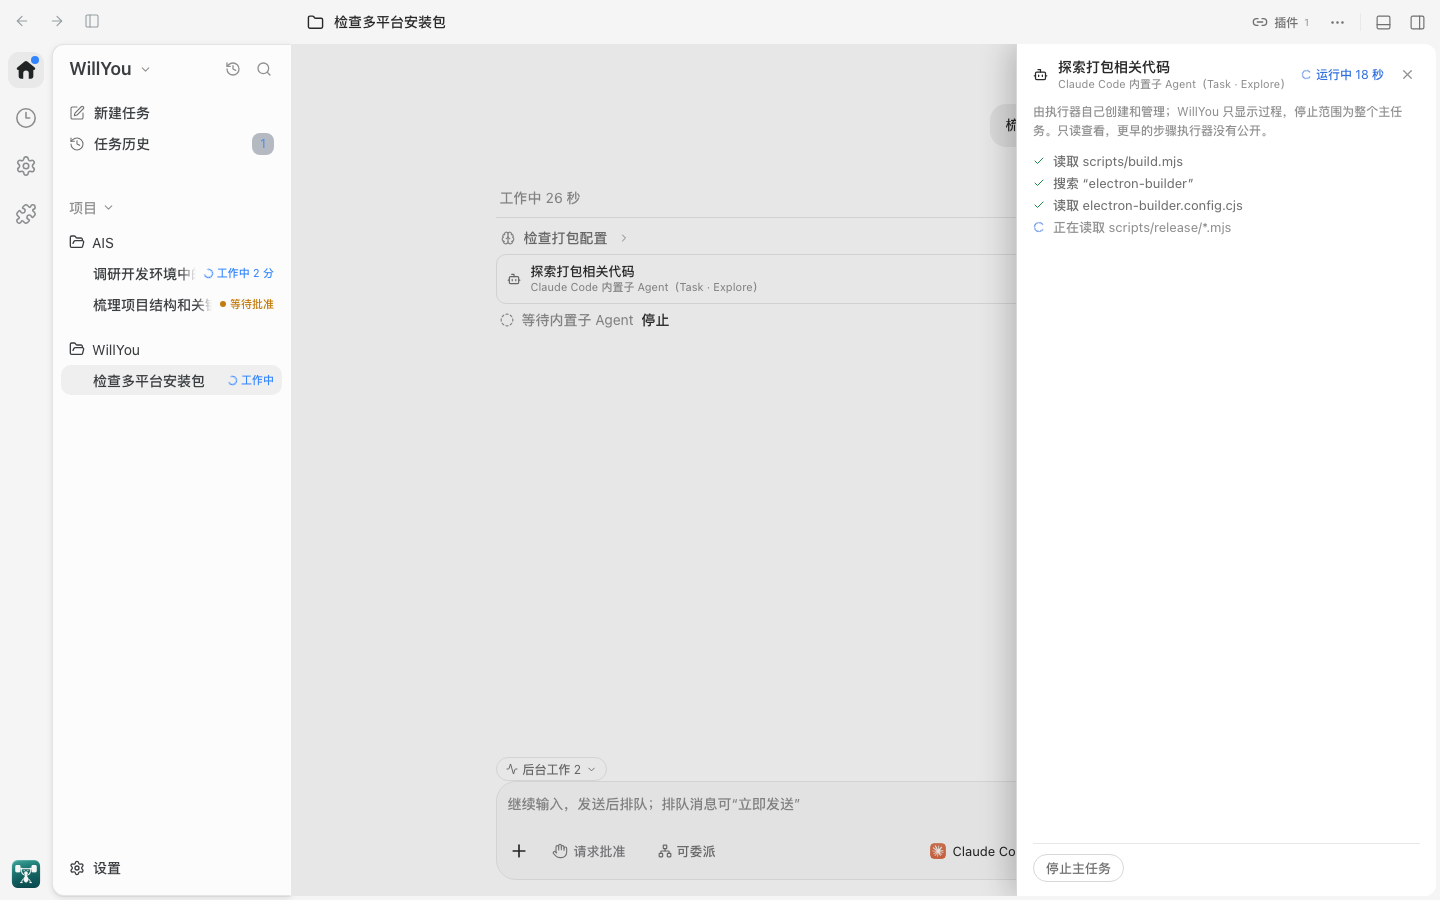 检查多平台安装包
插件 1
WillYou
新建任务
任务历史 1
项目
AIS
调研开发环境中 工作中 2 分
梳理项目结构和关 等待批准
WillYou
检查多平台安装包 工作中
设置
梳
工作中 26 秒
检查打包配置
探索打包相关代码
Claude Code 内置子 Agent（Task · Explore）
等待内置子 Agent 停止
后台工作 2
继续输入，发送后排队；排队消息可“立即发送”
请求批准 可委派 Claude Co
探索打包相关代码
Claude Code 内置子 Agent（Task · Explore）
运行中 18 秒
由执行器自己创建和管理；WillYou 只显示过程，停止范围为整个主任
务。只读查看，更早的步骤执行器没有公开。
读取 scripts/build.mjs
搜索 “electron-builder”
读取 electron-builder.config.cjs
正在读取 scripts/release/*.mjs
停止主任务